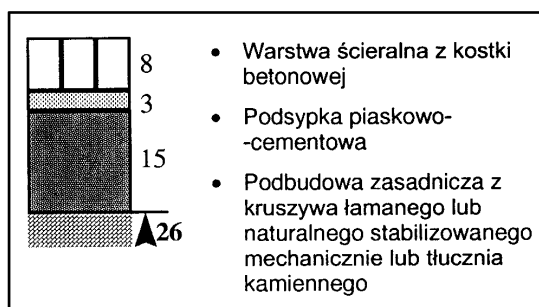 8
3
15
26
• Warstwa ścieralna z kostki
betonowej
• Podsypka piaskowo-
-cementowa
• Podbudowa zasadnicza z
kruszywa łamanego lub
naturalnego stabilizowanego
mechanicznie lub tłucznia
kamiennego